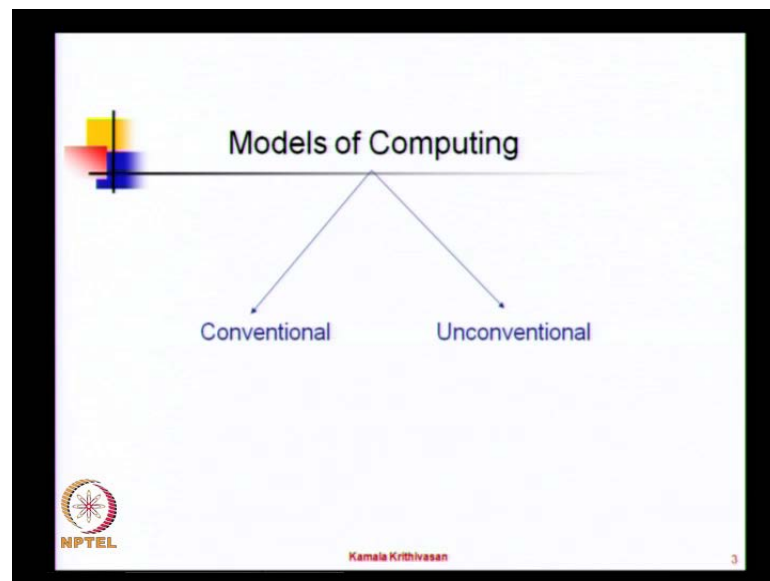 Models of Computing
Conventional
Unconventional
NPTEL
Kamala Krithivasan
3